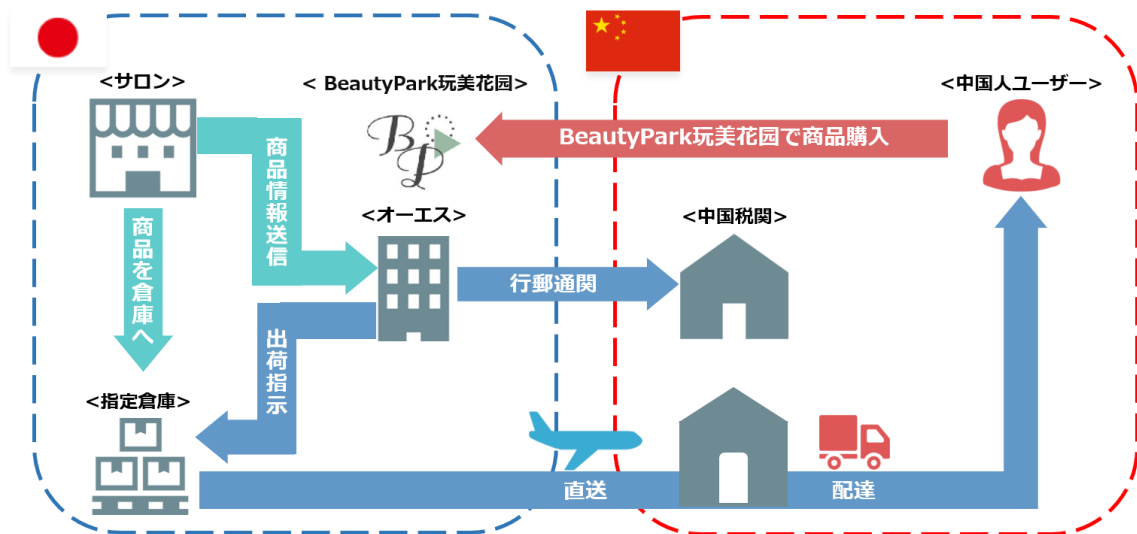 <サロン>
< BeautyPark玩美花园>
<中国人ユーザー>
BeautyPark玩美花园で商品購入
BP
商品情報送信
<オーエス>
<中国税関>
商品を倉庫へ
行郵通関
出荷指示
<指定倉庫>
直送
配達